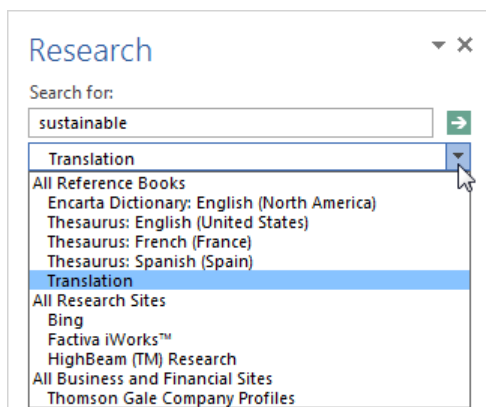 Research
Search for:
sustainable
Translation
All Reference Books
Encarta Dictionary: English (North America)
Thesaurus: English (United States)
Thesaurus: French (France)
Thesaurus: Spanish (Spain)
Translation
All Research Sites
Bing
Factiva iWorks™
HighBeam (TM) Research
All Business and Financial Sites
Thomson Gale Company Profiles